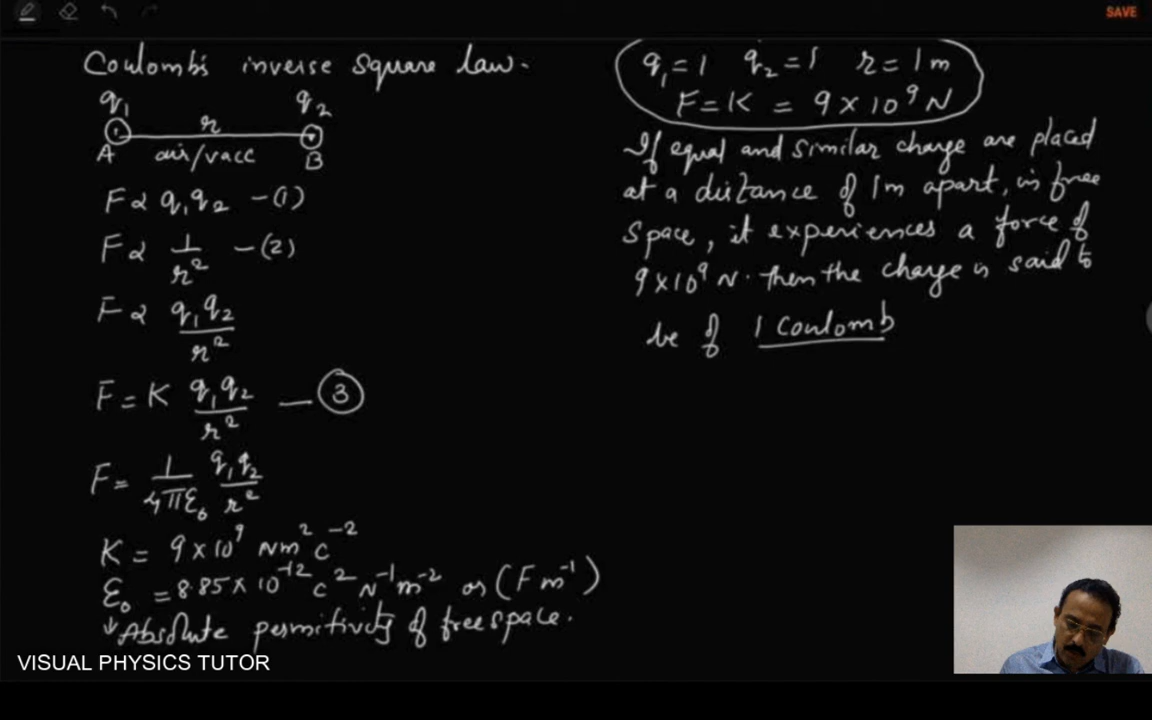 SAVE
Coulomb's inverse square law.
q₁ q₂
r
A air/vacc B
F ∝ q₁q₂ - (1)
F ∝ 1/r² - (2)
F ∝ q₁q₂/r²
F = K q₁q₂/r² — 3
F = 1/4πε₀ q₁q₂/r²
K = 9 × 10⁹ Nm² c⁻²
ε₀ = 8.85 × 10⁻¹² c² N⁻¹ m⁻² or (F m⁻¹)
↓ Absolute permitivity of free space.
q₁ = 1 q₂ = 1 r = 1 m
F = K = 9 × 10⁹ N
If equal and similar charge are placed
at a distance of 1m apart, in free
space, it experiences a force of
9 × 10⁹ N. then the charge is said to
be of 1 Coulomb
VISUAL PHYSICS TUTOR